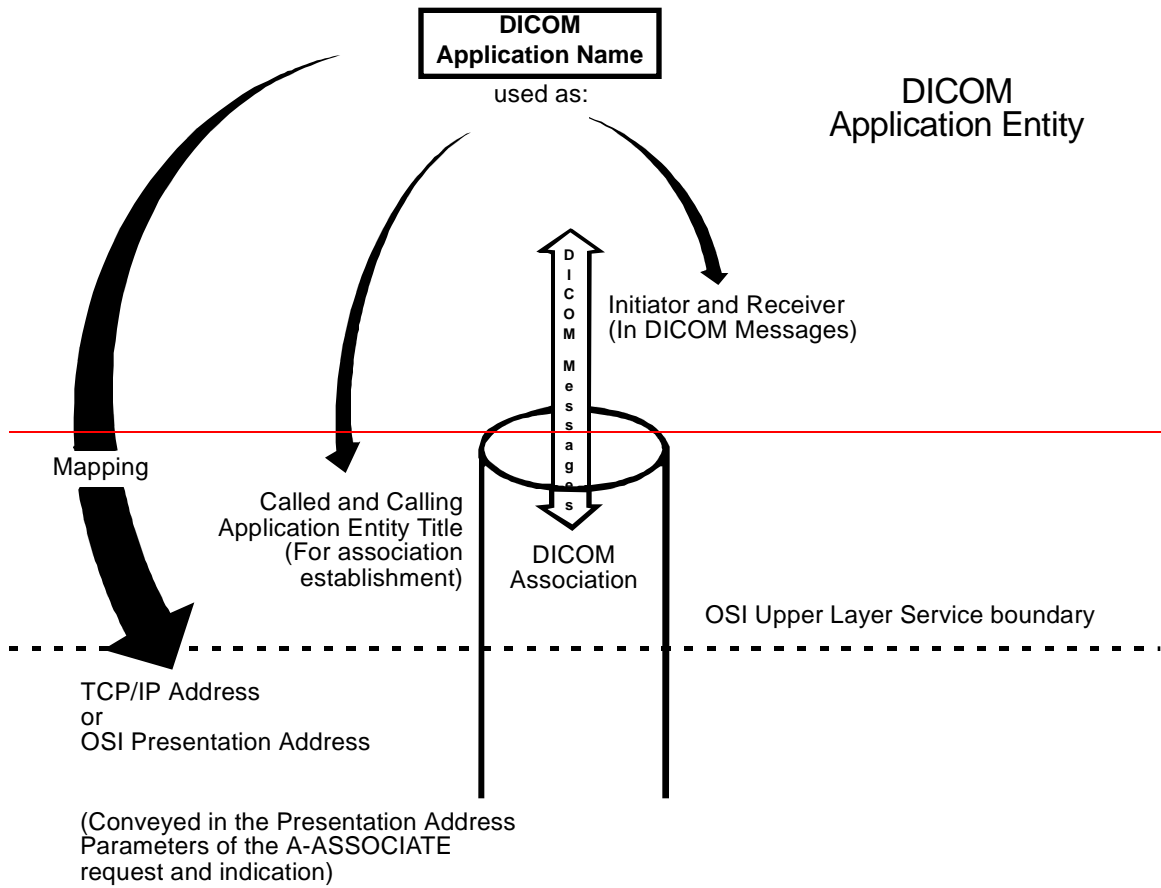 DICOM
Application Name
used as:
DICOM
Application Entity
DICOM Messages
Initiator and Receiver
(In DICOM Messages)
Mapping
Called and Calling
Application Entity Title
(For association
establishment)
DICOM
Association
OSI Upper Layer Service boundary
TCP/IP Address
or
OSI Presentation Address
(Conveyed in the Presentation Address
Parameters of the A-ASSOCIATE
request and indication)